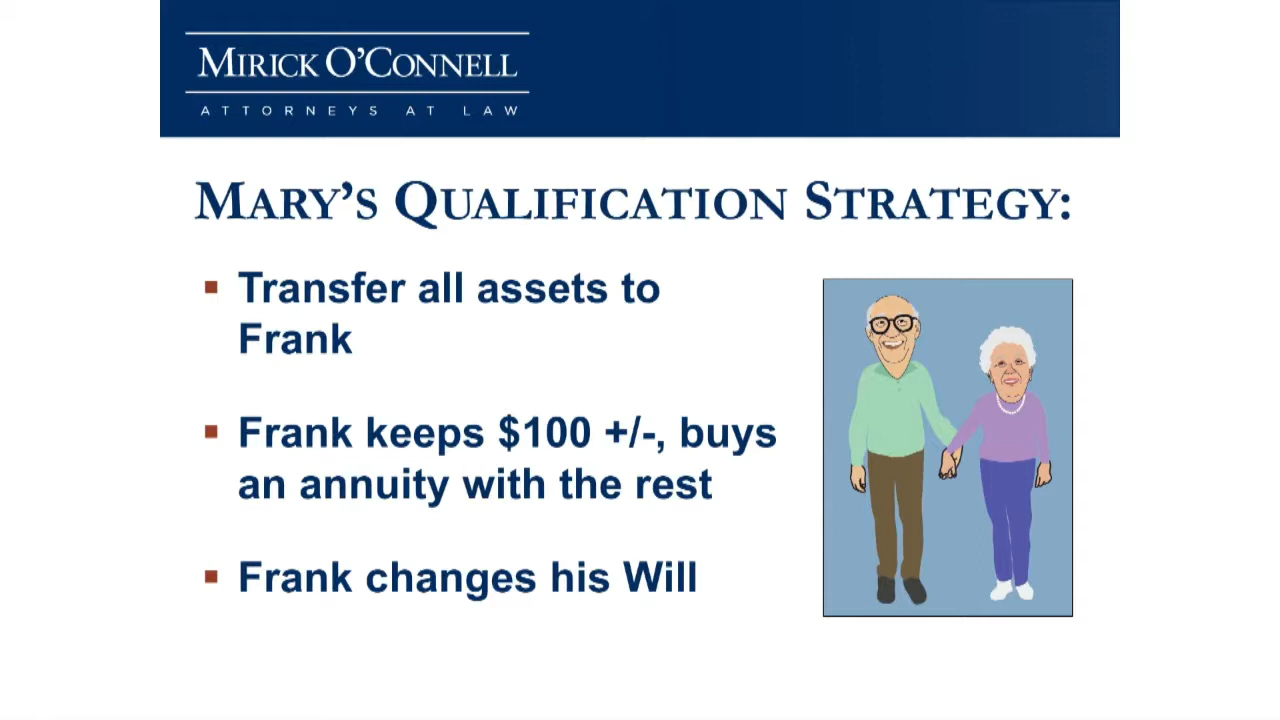 MIRICK O'CONNELL
ATTORNEYS AT LAW
MARY'S QUALIFICATION STRATEGY:
▪ Transfer all assets to
Frank
▪ Frank keeps $100 +/-, buys
an annuity with the rest
▪ Frank changes his Will